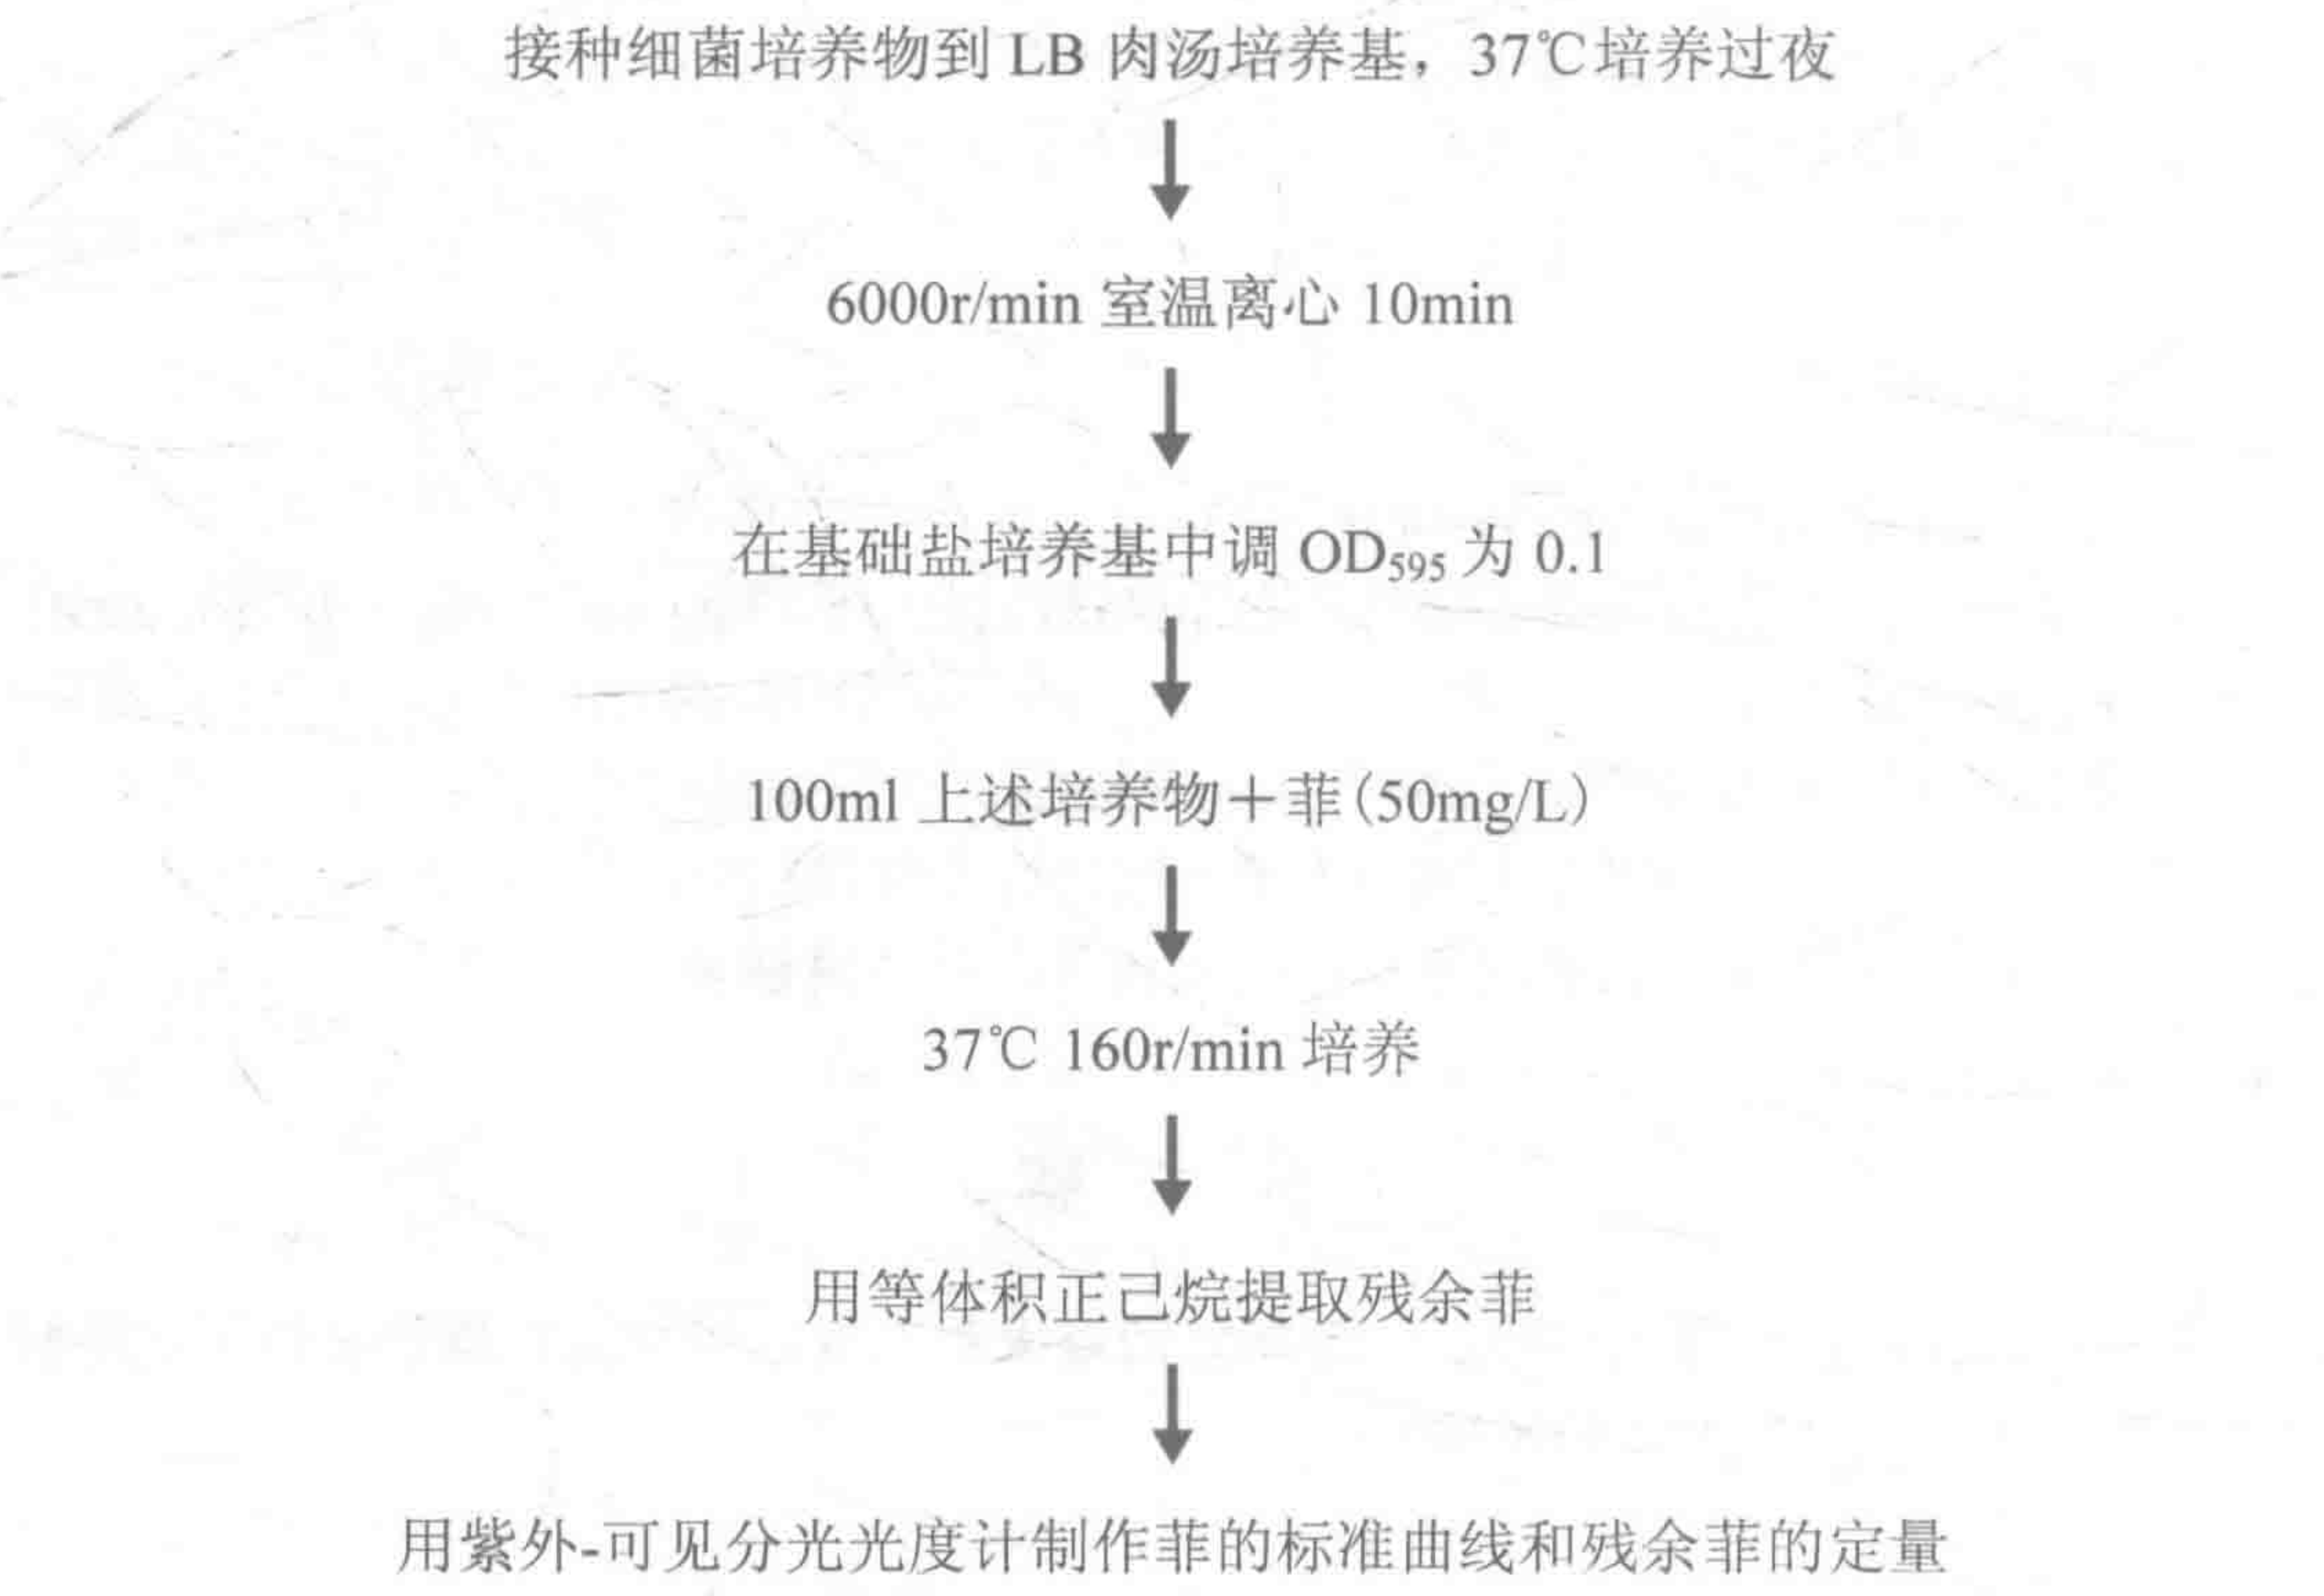 接种细菌培养物到 LB 肉汤培养基，37℃培养过夜
6000r/min 室温离心 10min
在基础盐培养基中调 OD₅₉₅ 为 0.1
100ml 上述培养物＋菲(50mg/L)
37℃ 160r/min 培养
用等体积正己烷提取残余菲
用紫外-可见分光光度计制作菲的标准曲线和残余菲的定量